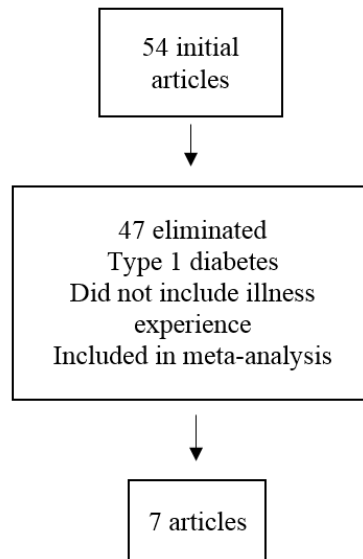 54 initial
articles
47 eliminated
Type 1 diabetes
Did not include illness
experience
Included in meta-analysis
7 articles